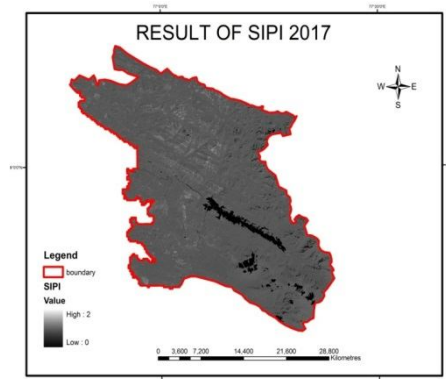 RESULT OF SIPI 2017
N
W E
S
Legend
boundary
SIPI
Value
High : 2
Low : 0
0 3,600 7,200 14,400 21,600 28,800
Kilometres